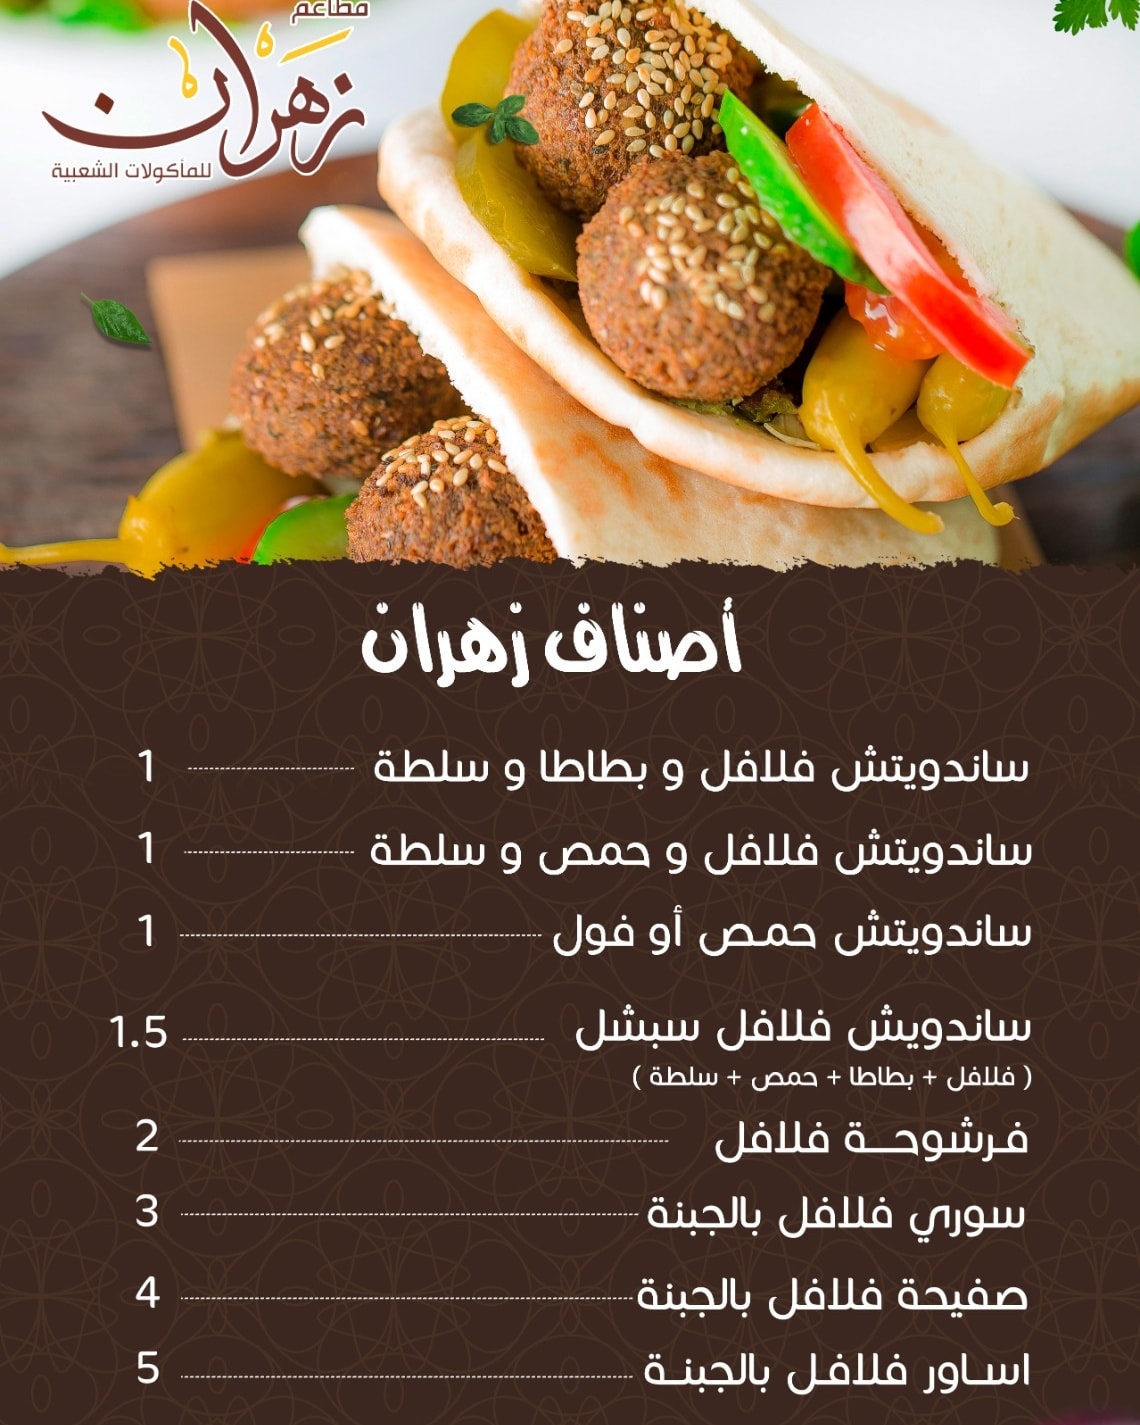 مطاعم
زهران
للمأكولات الشعبية
أصناف زهران
ساندويتش فلافل و بطاطا و سلطة 1
ساندويتش فلافل و حمص و سلطة 1
ساندويتش حمص أو فول 1
ساندويش فلافل سبشل 1.5
( فلافل + بطاطا + حمص + سلطة )
فرشوحـة فلافل 2
سوري فلافل بالجبنة 3
صفيحة فلافل بالجبنة 4
اساور فلافل بالجبنة 5